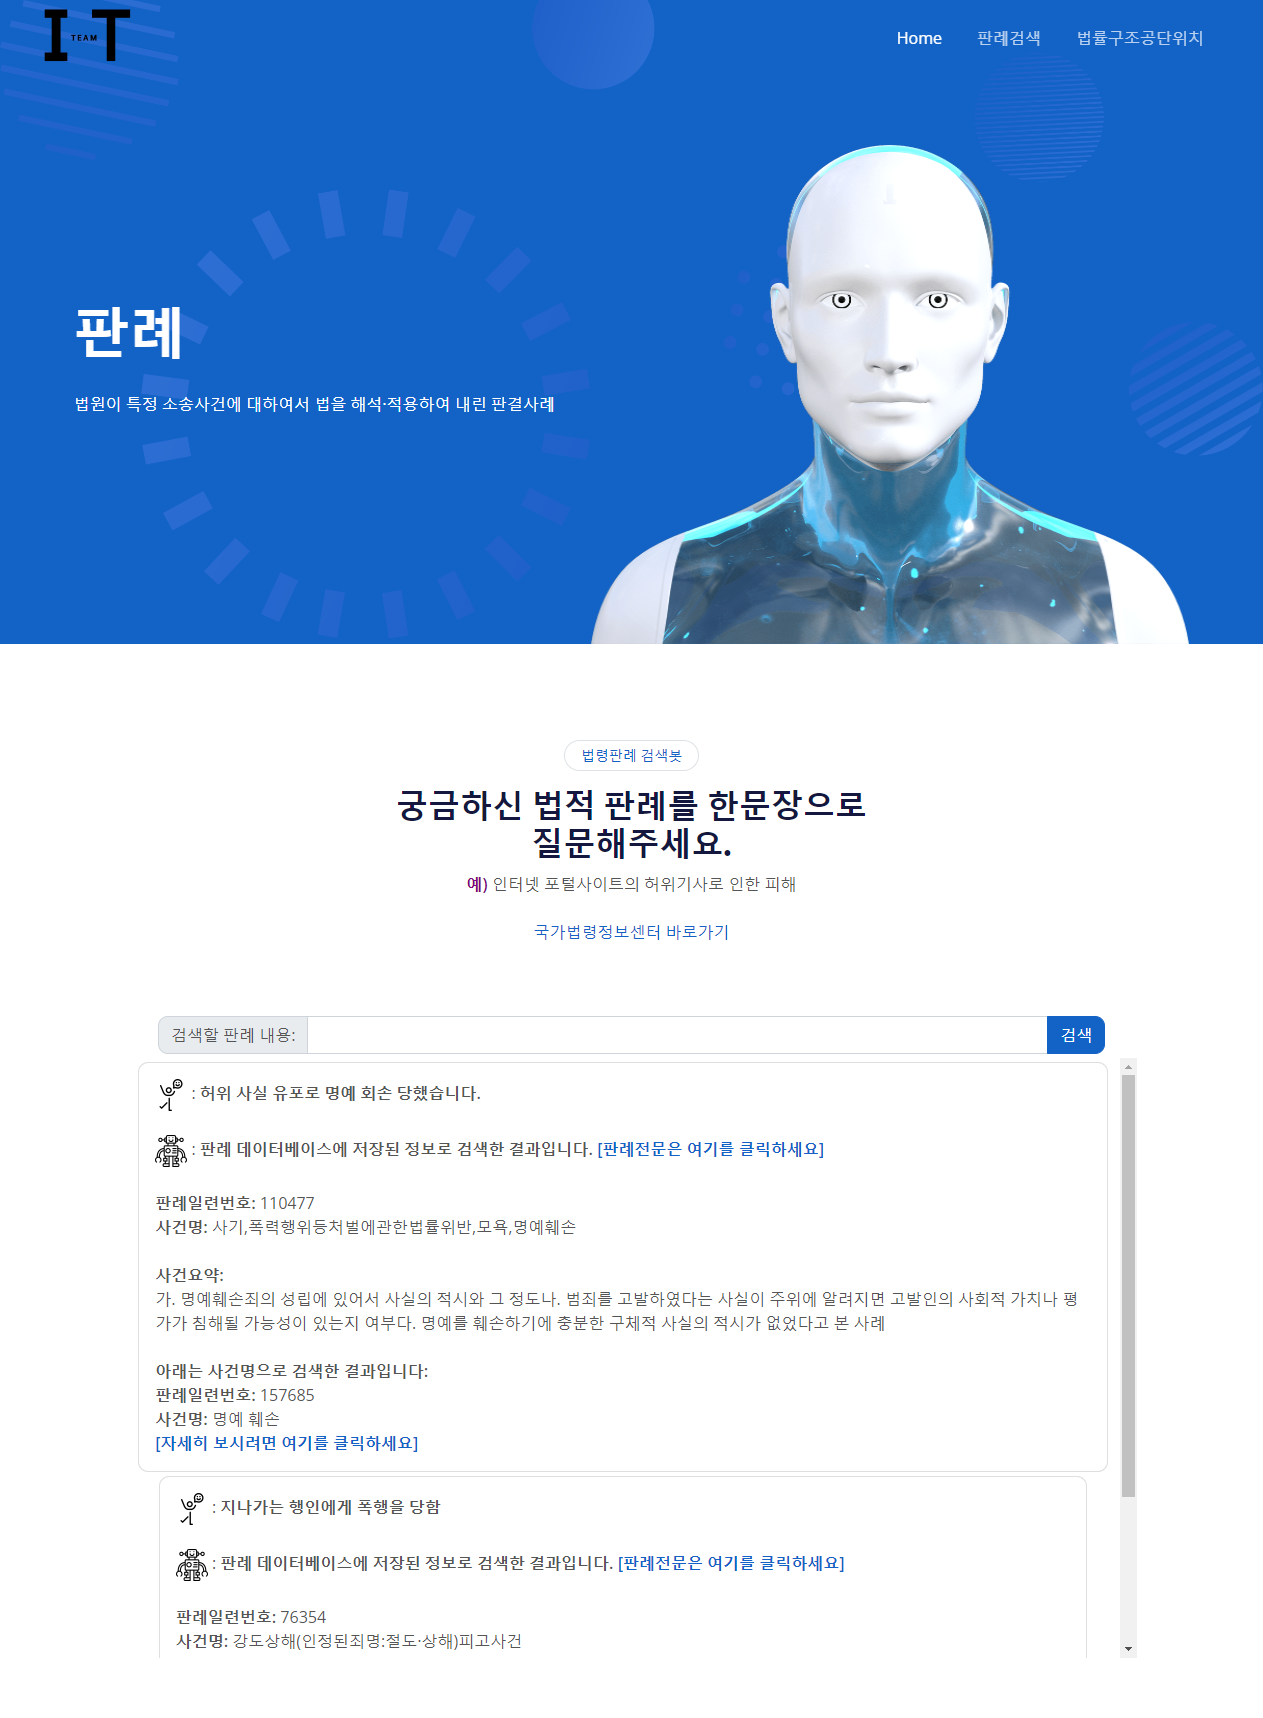 IT
TEAM
Home 판례검색 법률구조공단위치
판례
법원이 특정 소송사건에 대하여서 법을 해석·적용하여 내린 판결사례
법령판례 검색봇
궁금하신 법적 판례를 한문장으로
질문해주세요.
예) 인터넷 포털사이트의 허위기사로 인한 피해
국가법령정보센터 바로가기
검색할 판례 내용: 검색
: 허위 사실 유포로 명예 회손 당했습니다.
: 판례 데이터베이스에 저장된 정보로 검색한 결과입니다. [판례전문은 여기를 클릭하세요]
판례일련번호: 110477
사건명: 사기,폭력행위등처벌에관한법률위반,모욕,명예훼손
사건요약:
가. 명예훼손죄의 성립에 있어서 사실의 적시와 그 정도나. 범죄를 고발하였다는 사실이 주위에 알려지면 고발인의 사회적 가치나 평
가가 침해될 가능성이 있는지 여부다. 명예를 훼손하기에 충분한 구체적 사실의 적시가 없었다고 본 사례
아래는 사건명으로 검색한 결과입니다:
판례일련번호: 157685
사건명: 명예 훼손
[자세히 보시려면 여기를 클릭하세요]
: 지나가는 행인에게 폭행을 당함
: 판례 데이터베이스에 저장된 정보로 검색한 결과입니다. [판례전문은 여기를 클릭하세요]
판례일련번호: 76354
사건명: 강도상해(인정된죄명:절도·상해)피고사건